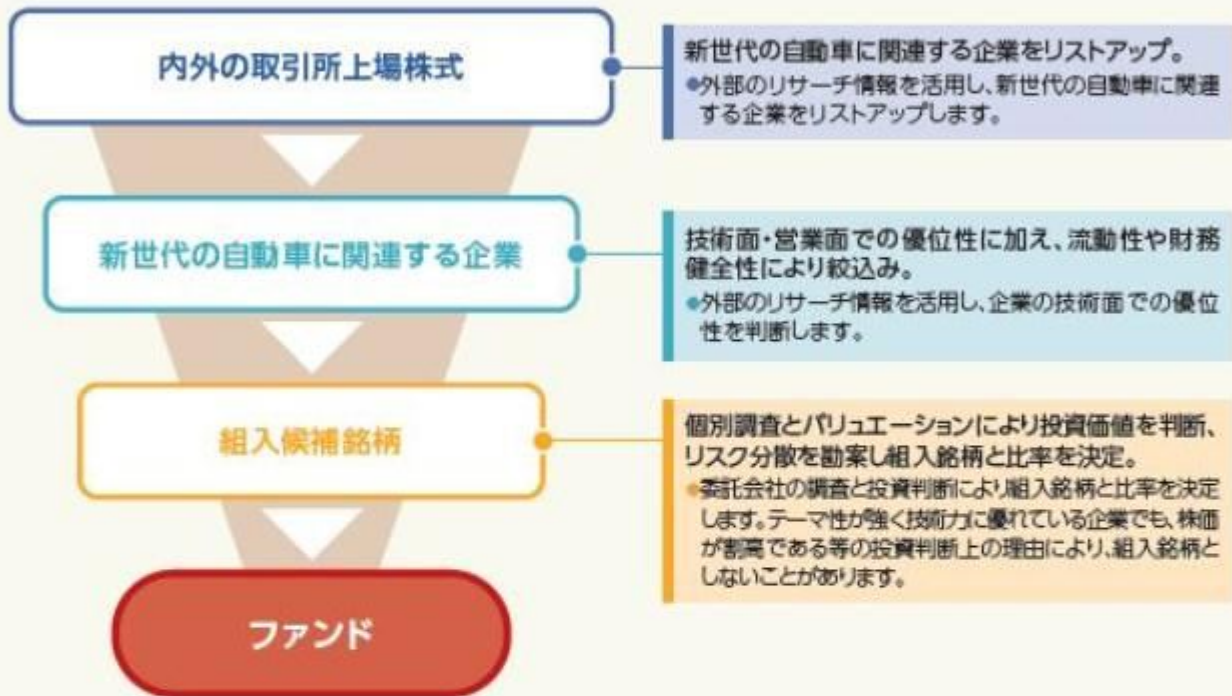 内外の取引所上場株式
新世代の自動車に関連する企業をリストアップ。
●外部のリサーチ情報を活用し、新世代の自動車に関連
する企業をリストアップします。
新世代の自動車に関連する企業
技術面・営業面での優位性に加え、流動性や財務
健全性により絞込み。
●外部のリサーチ情報を活用し、企業の技術面での優位
性を判断します。
組入候補銘柄
個別調査とバリュエーションにより投資価値を判断、
リスク分散を勘案し組入銘柄と比率を決定。
●委託会社の調査と投資判断により組入銘柄と比率を決定
します。テーマ性が強く技術力に優れている企業でも、株価
が割高である等の投資判断上の理由により、組入銘柄と
しないことがあります。
ファンド